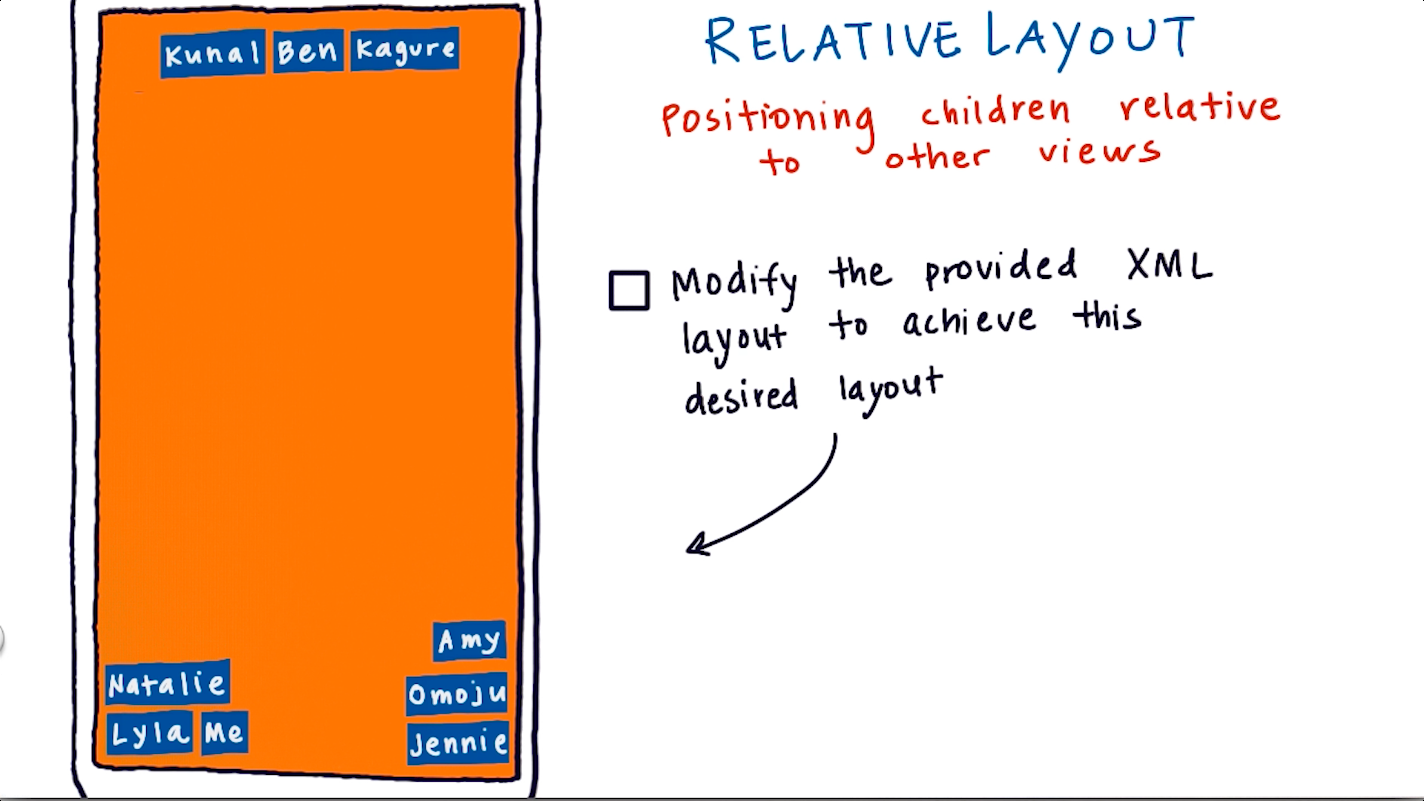 Kunal Ben Kagure
Amy
Natalie
Omoju
Lyla Me
Jennie
RELATIVE LAYOUT
Positioning children relative
to other views
Modify the provided XML
layout to achieve this
desired layout